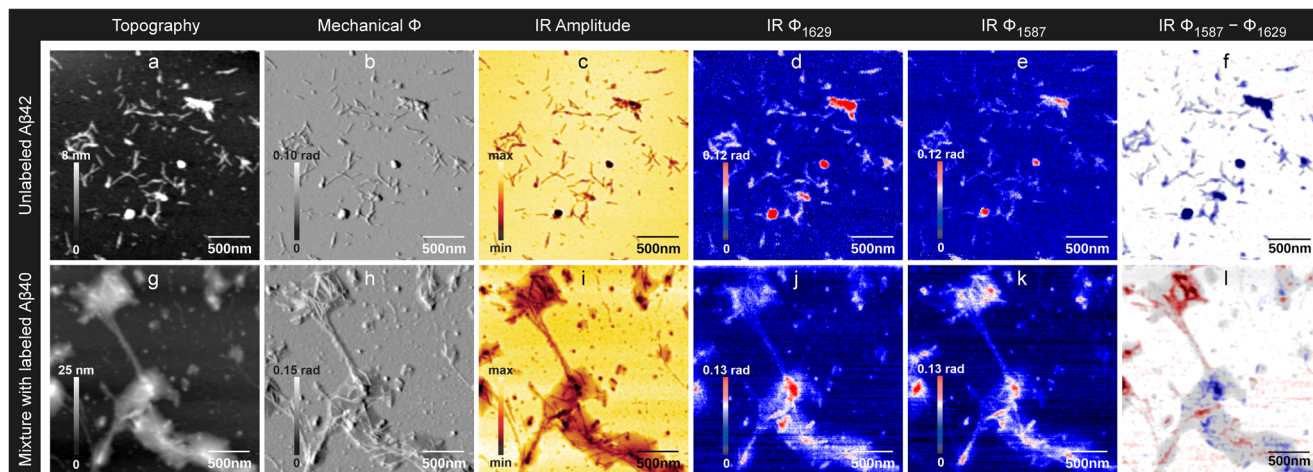 Topography
Mechanical Φ
IR Amplitude
IR Φ1629
IR Φ1587
IR Φ1587 − Φ1629
Unlabeled Aβ42
a
8 nm
0
500nm
b
0.10 rad
0
500nm
c
max
min
500nm
d
0.12 rad
0
500nm
e
0.12 rad
0
500nm
f
500nm
Mixture with labeled Aβ40
g
25 nm
0
500nm
h
0.15 rad
0
500nm
i
max
min
500nm
j
0.13 rad
0
500nm
k
0.13 rad
0
500nm
l
500nm